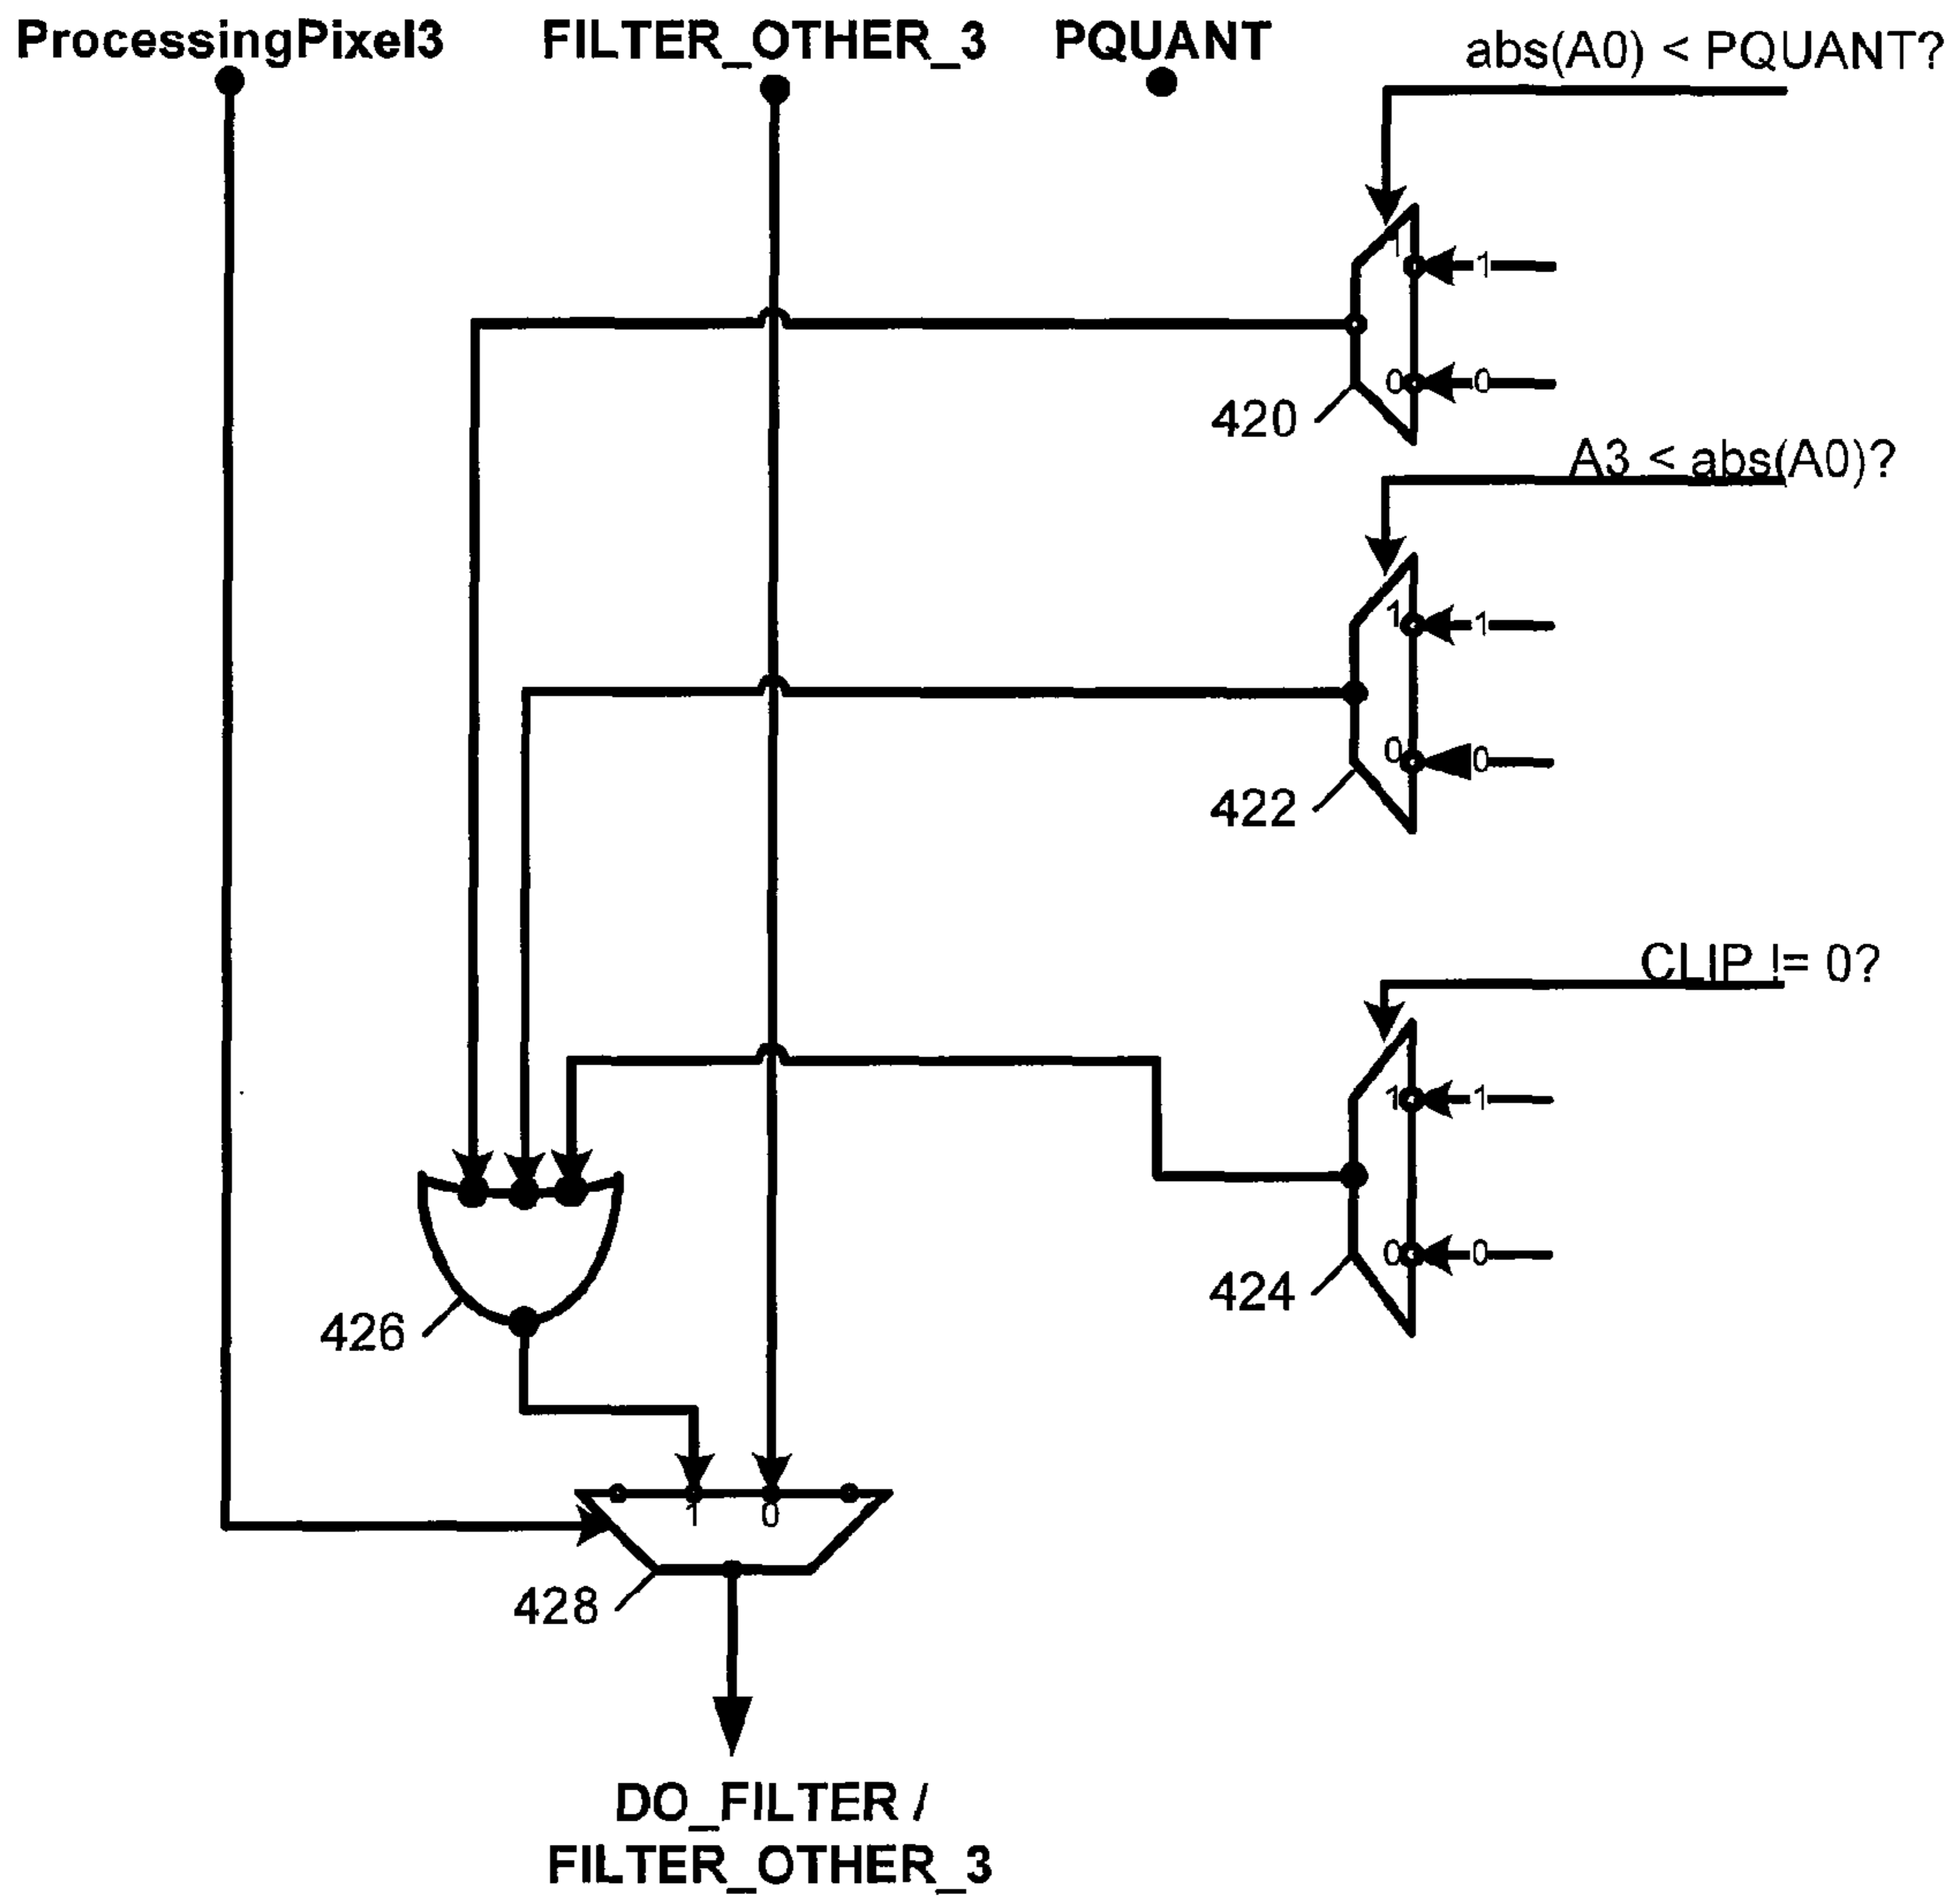 ProcessingPixel3 FILTER_OTHER_3 PQUANT abs(A0) < PQUANT?
1 1
0 0
420
A3 < abs(A0)?
1 1
0 0
422
CLIP != 0?
1 1
0 0
424
426
1 0
428
DO_FILTER /
FILTER_OTHER_3